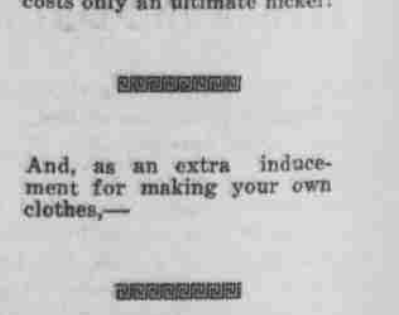 costs only an ultimate nickel.
And, as an extra induce-
ment for making your own
clothes,—